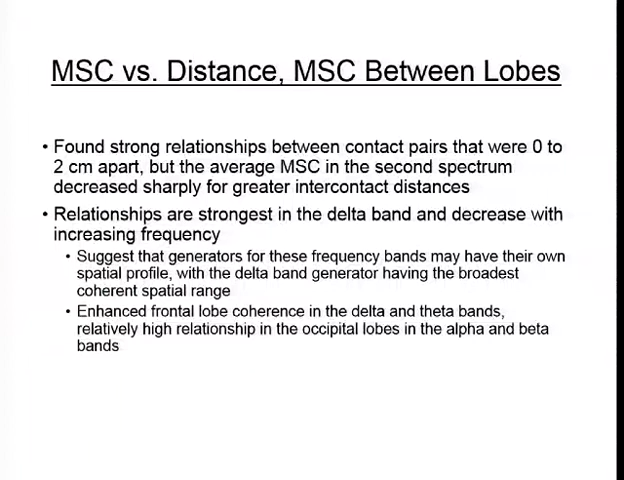 MSC vs. Distance, MSC Between Lobes
• Found strong relationships between contact pairs that were 0 to
2 cm apart, but the average MSC in the second spectrum
decreased sharply for greater intercontact distances
• Relationships are strongest in the delta band and decrease with
increasing frequency
• Suggest that generators for these frequency bands may have their own
spatial profile, with the delta band generator having the broadest
coherent spatial range
• Enhanced frontal lobe coherence in the delta and theta bands,
relatively high relationship in the occipital lobes in the alpha and beta
bands